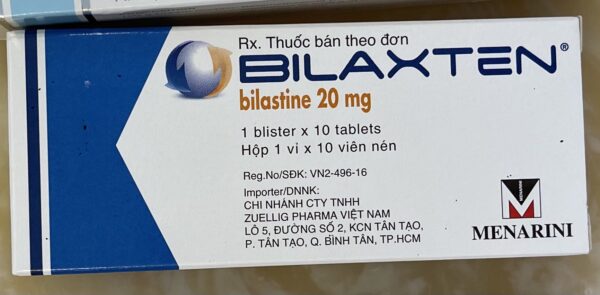 Rx. Thuốc bán theo đơn
BILAXTEN®
bilastine 20 mg
1 blister x 10 tablets
Hộp 1 vỉ x 10 viên nén
Reg.No/SĐK: VN2-496-16
Importer/DNNK:
CHI NHÁNH CTY TNHH
ZUELLIG PHARMA VIỆT NAM
LÔ 5, ĐƯỜNG SỐ 2, KCN TÂN TẠO,
P. TÂN TẠO, Q. BÌNH TÂN, TP.HCM
MENARINI
MENARINI